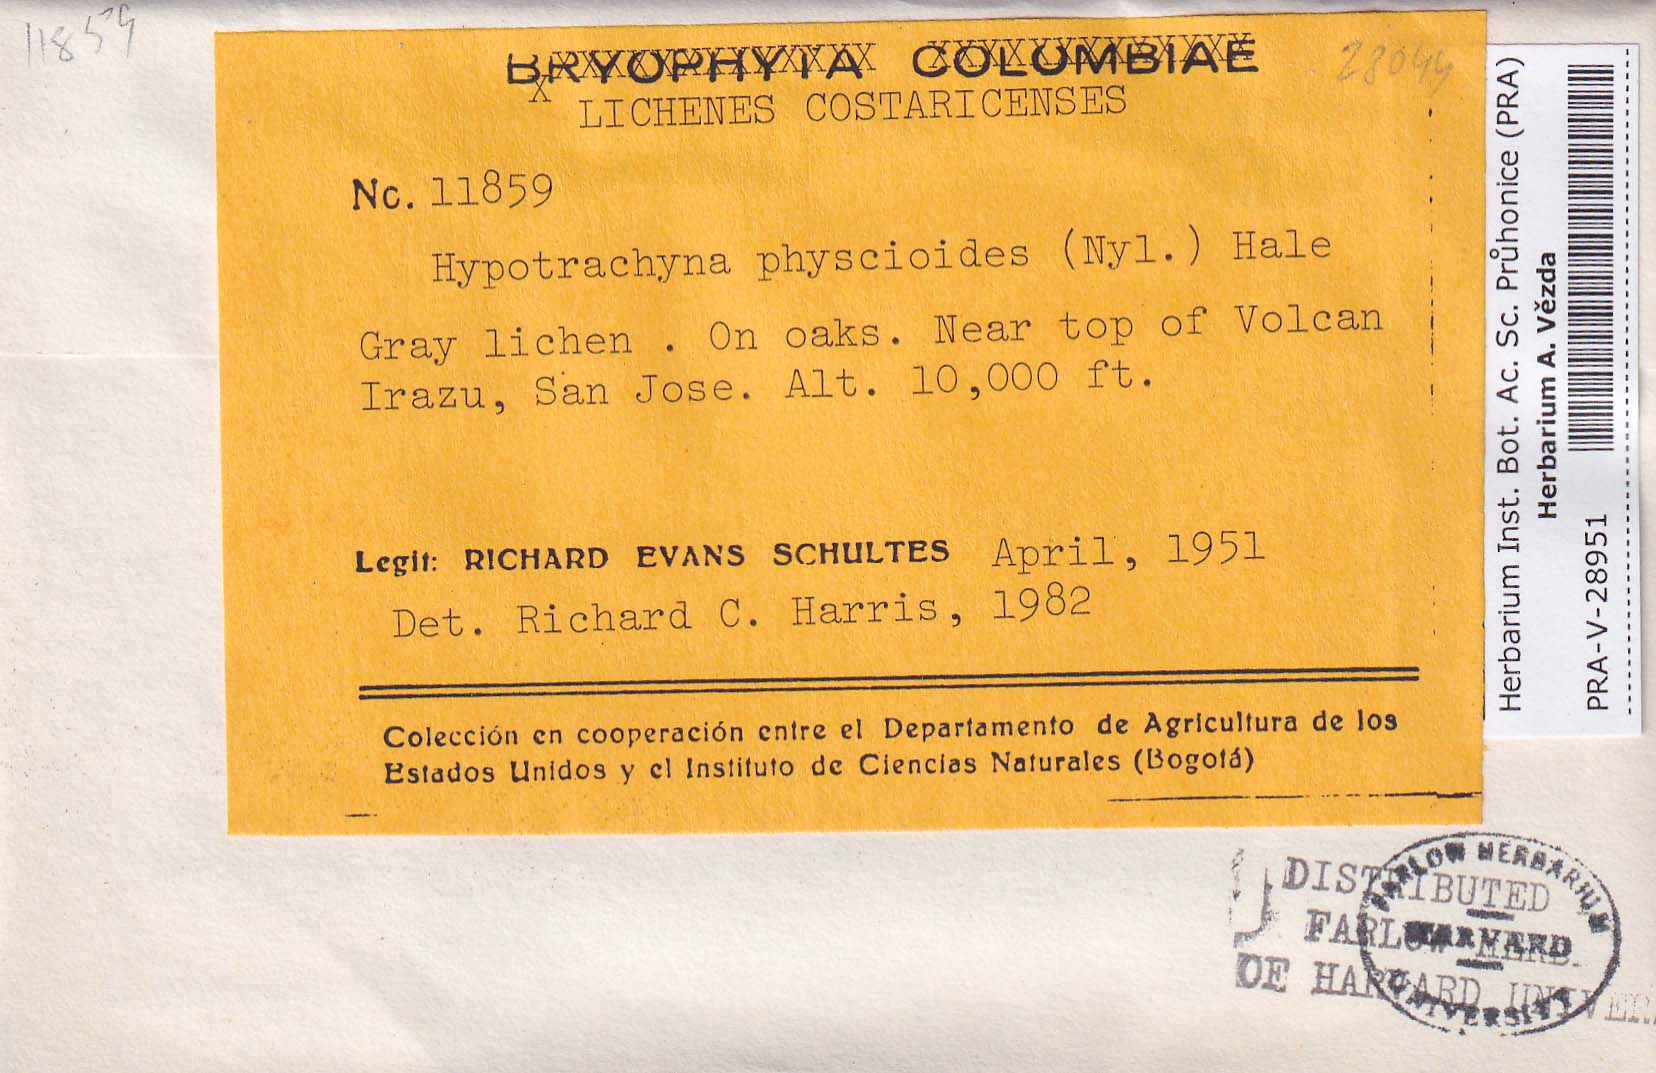 11859
BRYOPHYTA COLUMBIAE
28044
LICHENES COSTARICENSES
No. 11859
Hypotrachyna physcioides (Nyl.) Hale
Gray lichen . On oaks. Near top of Volcan
Irazu, San Jose. Alt. 10,000 ft.
Legit: RICHARD EVANS SCHULTES April, 1951
Det. Richard C. Harris, 1982
Colección en cooperación entre el Departamento de Agricultura de los
Estados Unidos y el Instituto de Ciencias Naturales (Bogotá)
Herbarium Inst. Bot. Ac. Sc. Průhonice (PRA)
Herbarium A. Vězda
PRA-V-28951
DISTRIBUTED
FARLOW HERB.
OF HARVARD UNIVER
FARLOW HERBARIUM
HARVARD
UNIVERSITY